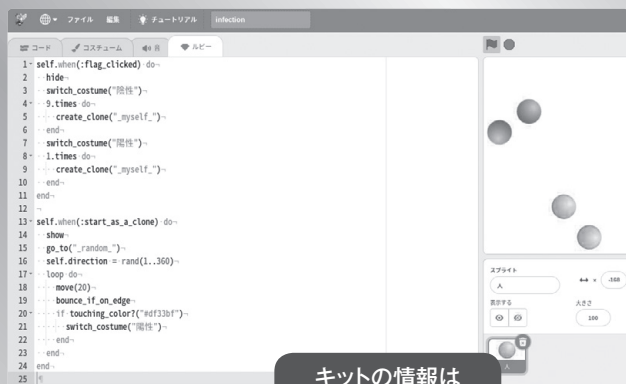 ファイル 編集 チュートリアル infection
コード コスチューム 音 ルビー
1 self.when(:flag_clicked) do
2 hide
3 switch_costume("陰性")
4 9.times do
5 create_clone("_myself_")
6 end
7 switch_costume("陽性")
8 1.times do
9 create_clone("_myself_")
10 end
11 end
12
13 self.when(:start_as_a_clone) do
14 show
15 go_to("_random_")
16 self.direction = rand(1..360)
17 loop do
18 move(20)
19 bounce_if_on_edge
20 if touching_color?("#df33bf")
21 switch_costume("陽性")
22 end
23 end
24 end
25
スプライト
人
x -168
表示する 大きさ
100
人
キットの情報は